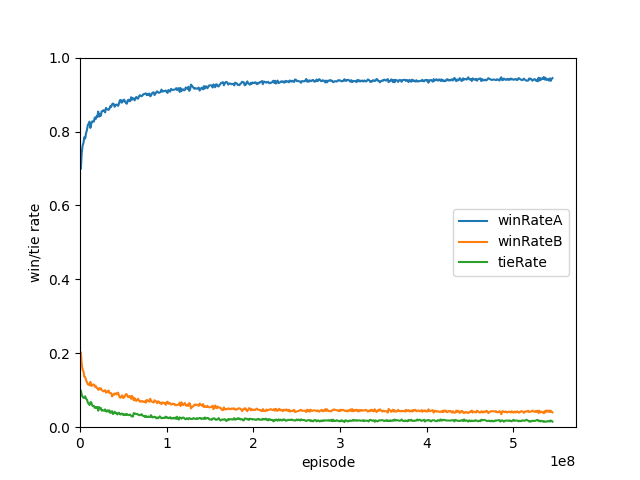 1.0
0.8
0.6
0.4
0.2
0.0
win/tie rate
winRateA
winRateB
tieRate
0 1 2 3 4 5
1e8
episode